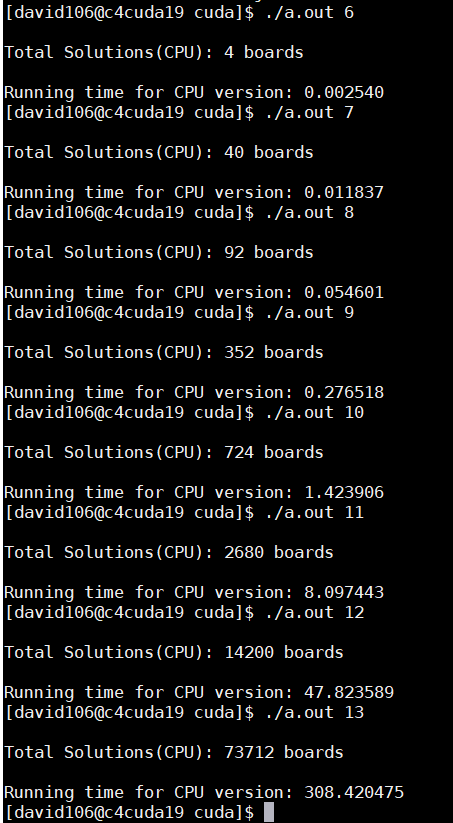 [david106@c4cuda19 cuda]$ ./a.out 6
Total Solutions(CPU): 4 boards
Running time for CPU version: 0.002540
[david106@c4cuda19 cuda]$ ./a.out 7
Total Solutions(CPU): 40 boards
Running time for CPU version: 0.011837
[david106@c4cuda19 cuda]$ ./a.out 8
Total Solutions(CPU): 92 boards
Running time for CPU version: 0.054601
[david106@c4cuda19 cuda]$ ./a.out 9
Total Solutions(CPU): 352 boards
Running time for CPU version: 0.276518
[david106@c4cuda19 cuda]$ ./a.out 10
Total Solutions(CPU): 724 boards
Running time for CPU version: 1.423906
[david106@c4cuda19 cuda]$ ./a.out 11
Total Solutions(CPU): 2680 boards
Running time for CPU version: 8.097443
[david106@c4cuda19 cuda]$ ./a.out 12
Total Solutions(CPU): 14200 boards
Running time for CPU version: 47.823589
[david106@c4cuda19 cuda]$ ./a.out 13
Total Solutions(CPU): 73712 boards
Running time for CPU version: 308.420475
[david106@c4cuda19 cuda]$